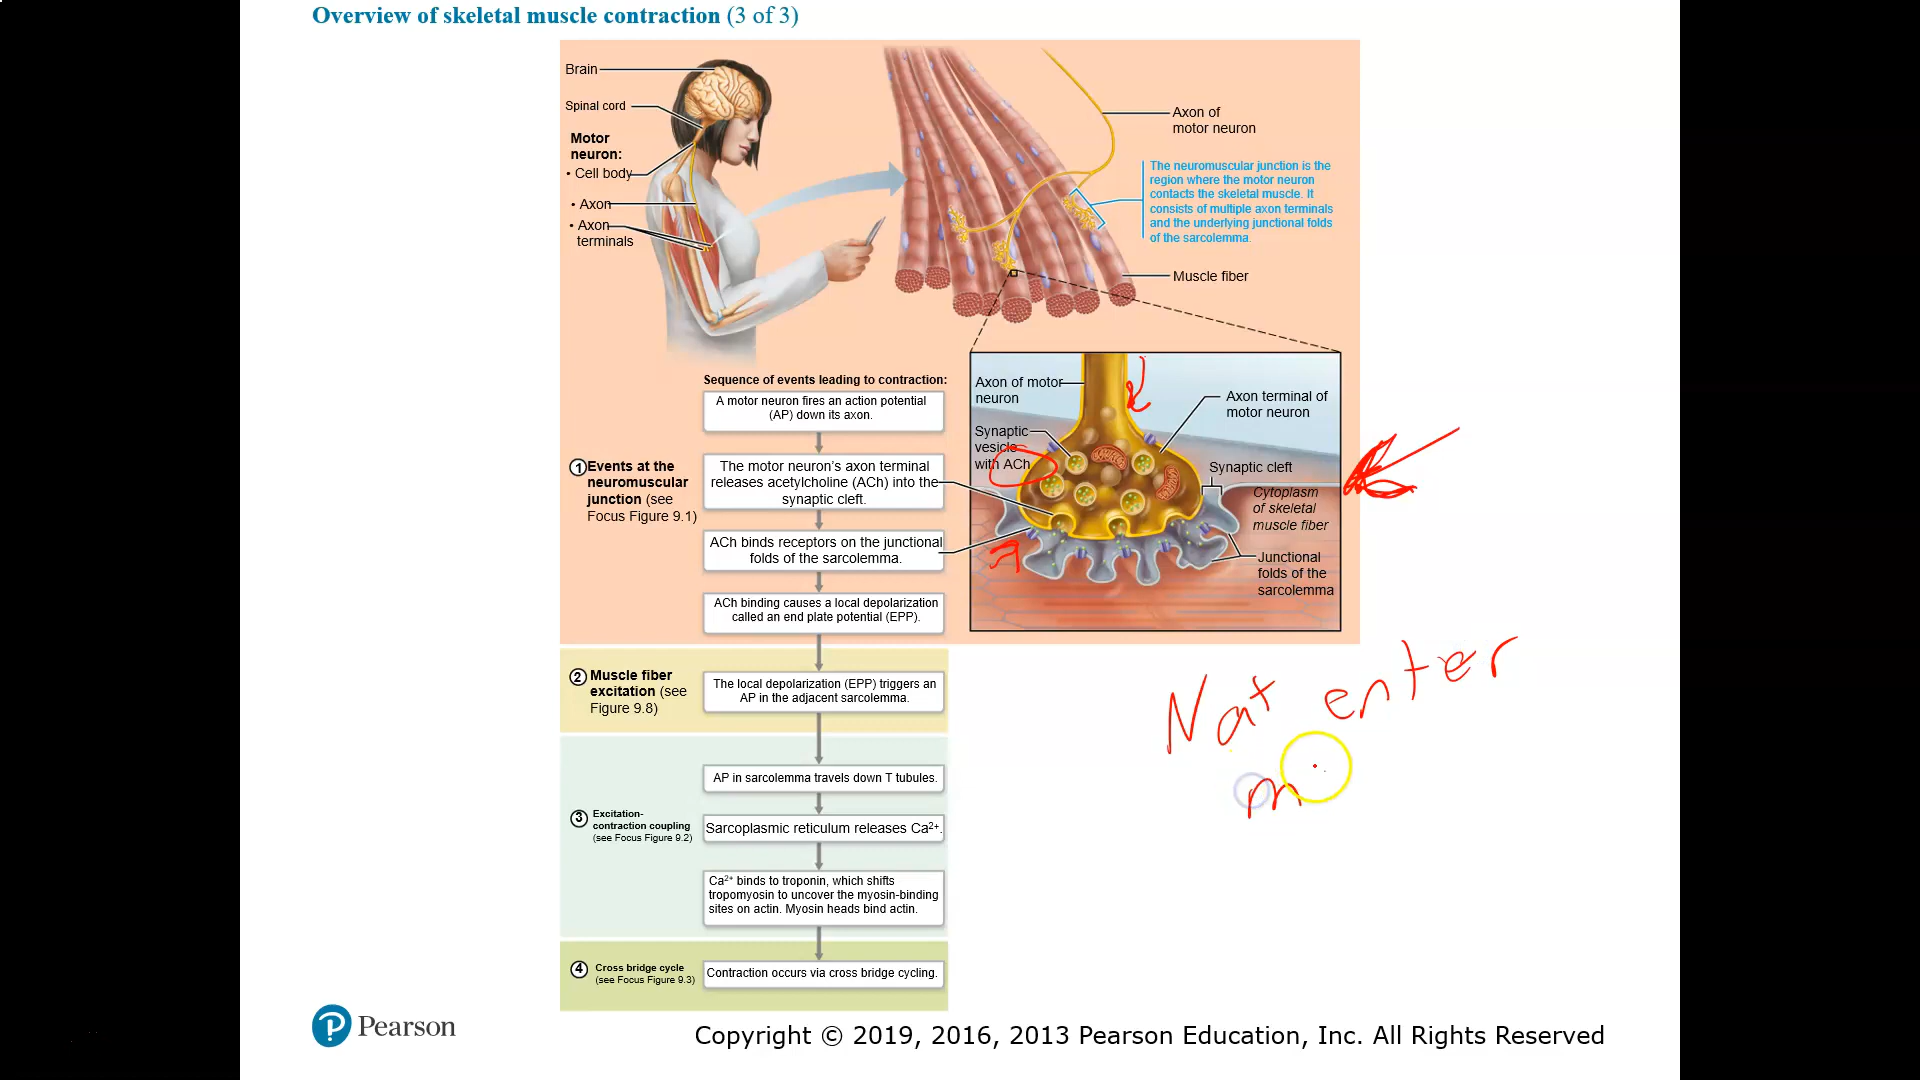 Overview of skeletal muscle contraction (3 of 3)
Brain
Spinal cord
Motor
neuron:
• Cell body
• Axon
• Axon
terminals
Axon of
motor neuron
The neuromuscular junction is the
region where the motor neuron
contacts the skeletal muscle. It
consists of multiple axon terminals
and the underlying junctional folds
of the sarcolemma.
Muscle fiber
Sequence of events leading to contraction:
A motor neuron fires an action potential
(AP) down its axon.
1 Events at the
neuromuscular
junction (see
Focus Figure 9.1)
The motor neuron's axon terminal
releases acetylcholine (ACh) into the
synaptic cleft.
ACh binds receptors on the junctional
folds of the sarcolemma.
ACh binding causes a local depolarization
called an end plate potential (EPP).
Axon of motor
neuron
Synaptic
vesicle
with ACh
Axon terminal of
motor neuron
Synaptic cleft
Cytoplasm
of skeletal
muscle fiber
Junctional
folds of the
sarcolemma
2 Muscle fiber
excitation (see
Figure 9.8)
The local depolarization (EPP) triggers an
AP in the adjacent sarcolemma.
Na+ enter
m
3 Excitation-
contraction coupling
(see Focus Figure 9.2)
AP in sarcolemma travels down T tubules.
Sarcoplasmic reticulum releases Ca2+.
Ca2+ binds to troponin, which shifts
tropomyosin to uncover the myosin-binding
sites on actin. Myosin heads bind actin.
4 Cross bridge cycle
(see Focus Figure 9.3)
Contraction occurs via cross bridge cycling.
Pearson
Copyright © 2019, 2016, 2013 Pearson Education, Inc. All Rights Reserved